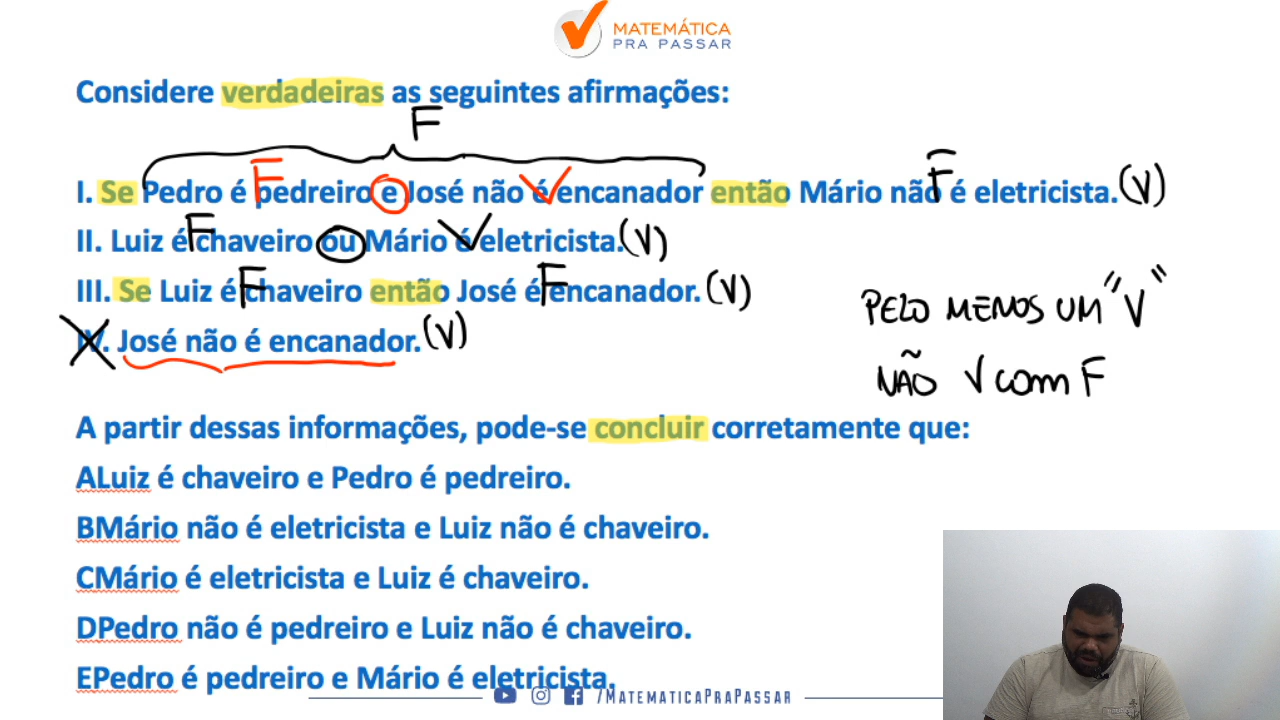 MATEMÁTICA
PRA PASSAR
Considere verdadeiras as seguintes afirmações:
F
F V F
I. Se Pedro é pedreiro e José não é encanador então Mário não é eletricista. (V)
F V
II. Luiz é chaveiro ou Mário é eletricista. (V)
F F
III. Se Luiz é chaveiro então José é encanador. (V)
IV. José não é encanador. (V)
PELO MENOS UM "V"
NÃO V com F
A partir dessas informações, pode-se concluir corretamente que:
ALuiz é chaveiro e Pedro é pedreiro.
BMário não é eletricista e Luiz não é chaveiro.
CMário é eletricista e Luiz é chaveiro.
DPedro não é pedreiro e Luiz não é chaveiro.
EPedro é pedreiro e Mário é eletricista.
/MATEMATICAPRAPASSAR